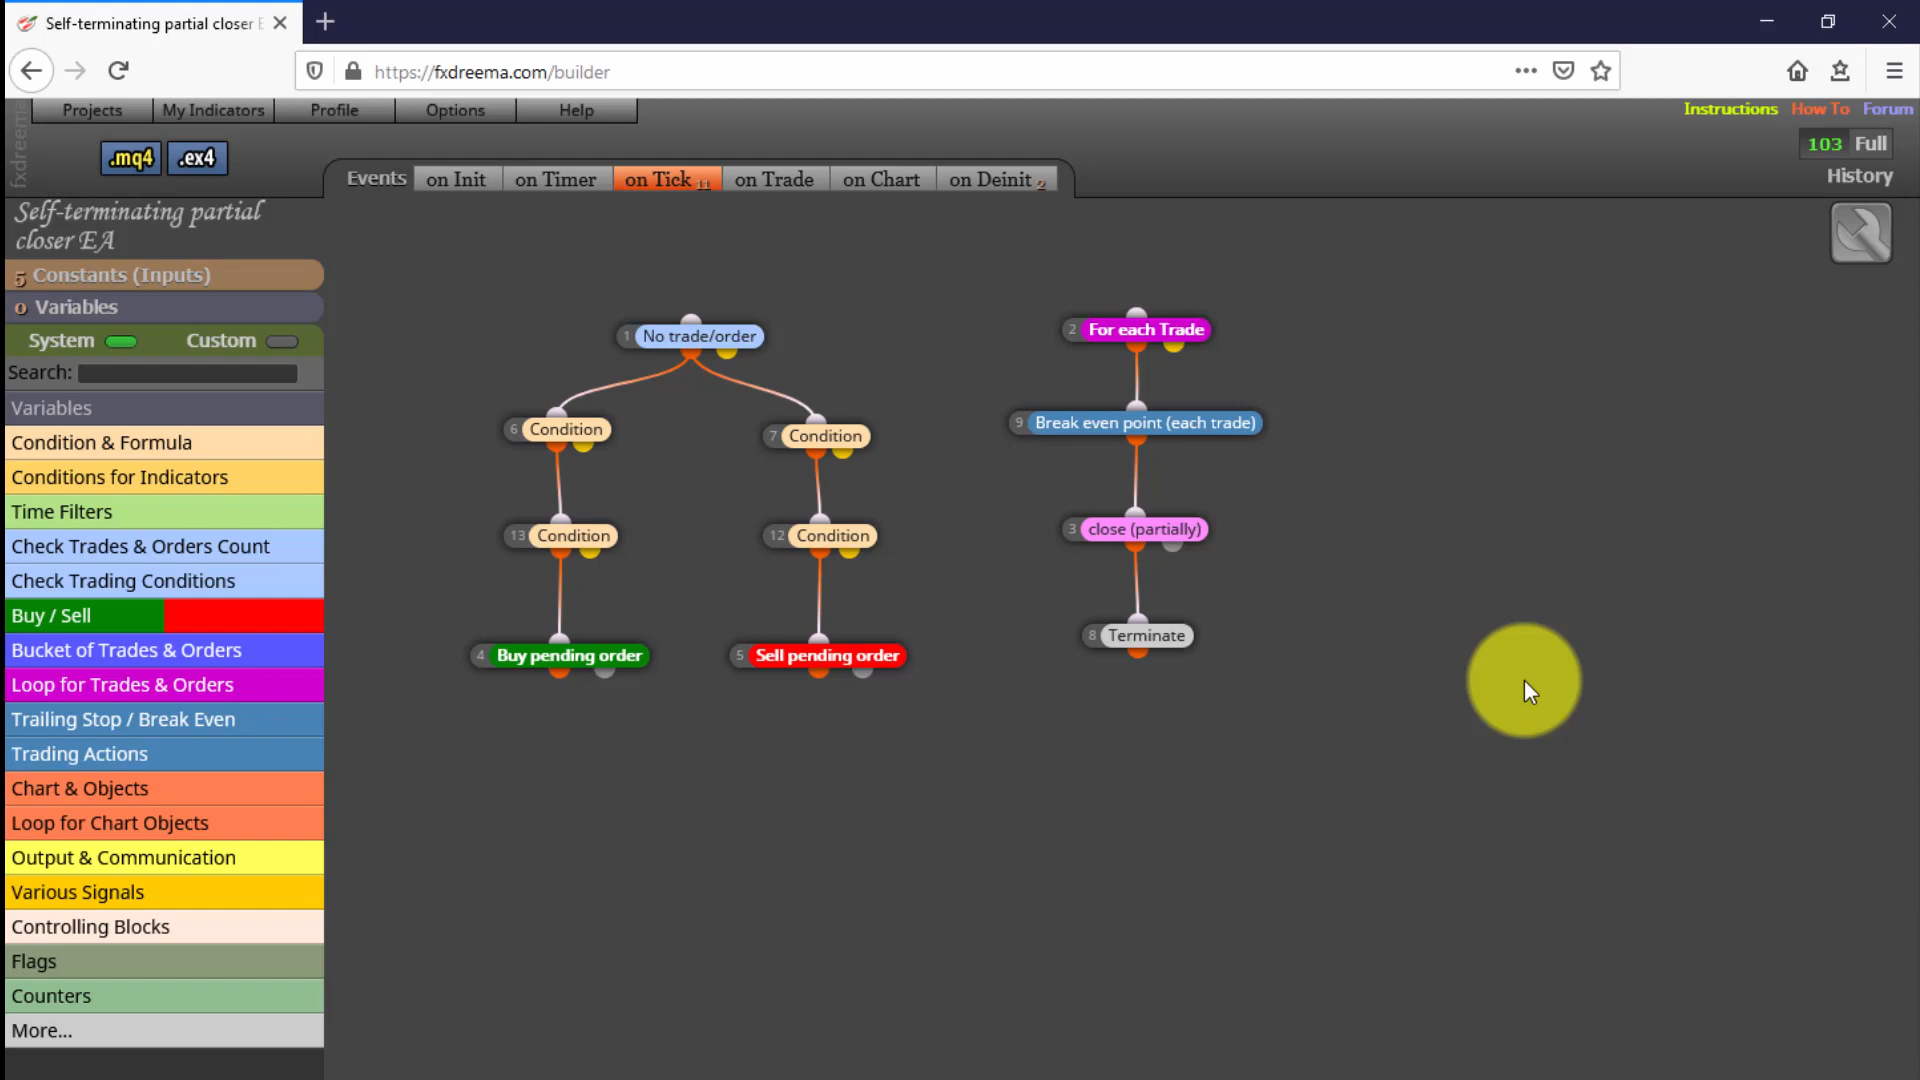 Self-terminating partial closer E
https://fxdreema.com/builder
fxdreema
Projects
My Indicators
Profile
Options
Help
Instructions
How To
Forum
.mq4
.ex4
103 Full
History
Events
on Init
on Timer
on Tick 11
on Trade
on Chart
on Deinit 2
Self-terminating partial
closer EA
5 Constants (Inputs)
0 Variables
System
Custom
Search:
Variables
Condition & Formula
Conditions for Indicators
Time Filters
Check Trades & Orders Count
Check Trading Conditions
Buy / Sell
Bucket of Trades & Orders
Loop for Trades & Orders
Trailing Stop / Break Even
Trading Actions
Chart & Objects
Loop for Chart Objects
Output & Communication
Various Signals
Controlling Blocks
Flags
Counters
More...
1 No trade/order
6 Condition
7 Condition
13 Condition
12 Condition
4 Buy pending order
5 Sell pending order
2 For each Trade
9 Break even point (each trade)
3 close (partially)
8 Terminate